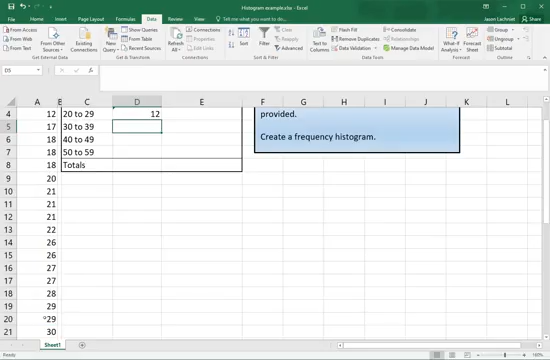 Histogram example.xlsx - Excel
Jason Lachniet
File Home Insert Page Layout Formulas Data Review View Tell me what you want to do... Share
From Access
From Web
From Text
From Other Sources
Existing Connections
New Query
Show Queries
From Table
Recent Sources
Refresh All
Connections
Properties
Edit Links
Sort
Filter
Clear
Reapply
Advanced
Text to Columns
Flash Fill
Remove Duplicates
Data Validation
Consolidate
Relationships
Manage Data Model
What-If Analysis
Forecast Sheet
Group
Ungroup
Subtotal
Get External Data Get & Transform Connections Sort & Filter Data Tools Forecast Outline
D5
A B C D E F G H I J K L
4 12 20 to 29 12 provided.
5 17 30 to 39
6 18 40 to 49 Create a frequency histogram.
7 18 50 to 59
8 18 Totals
9 20
10 21
11 21
12 21
13 22
14 26
15 26
16 27
17 27
18 28
19 29
20 29
21 30
Sheet1
160%